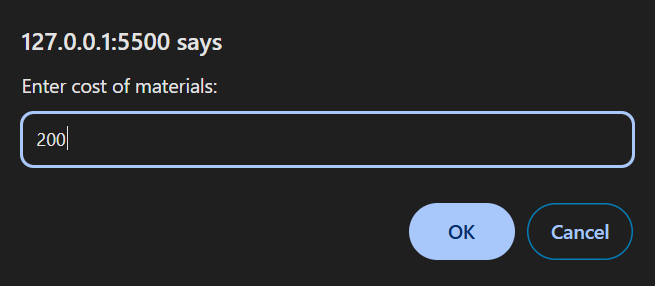 127.0.0.1:5500 says
Enter cost of materials:
200
OK
Cancel